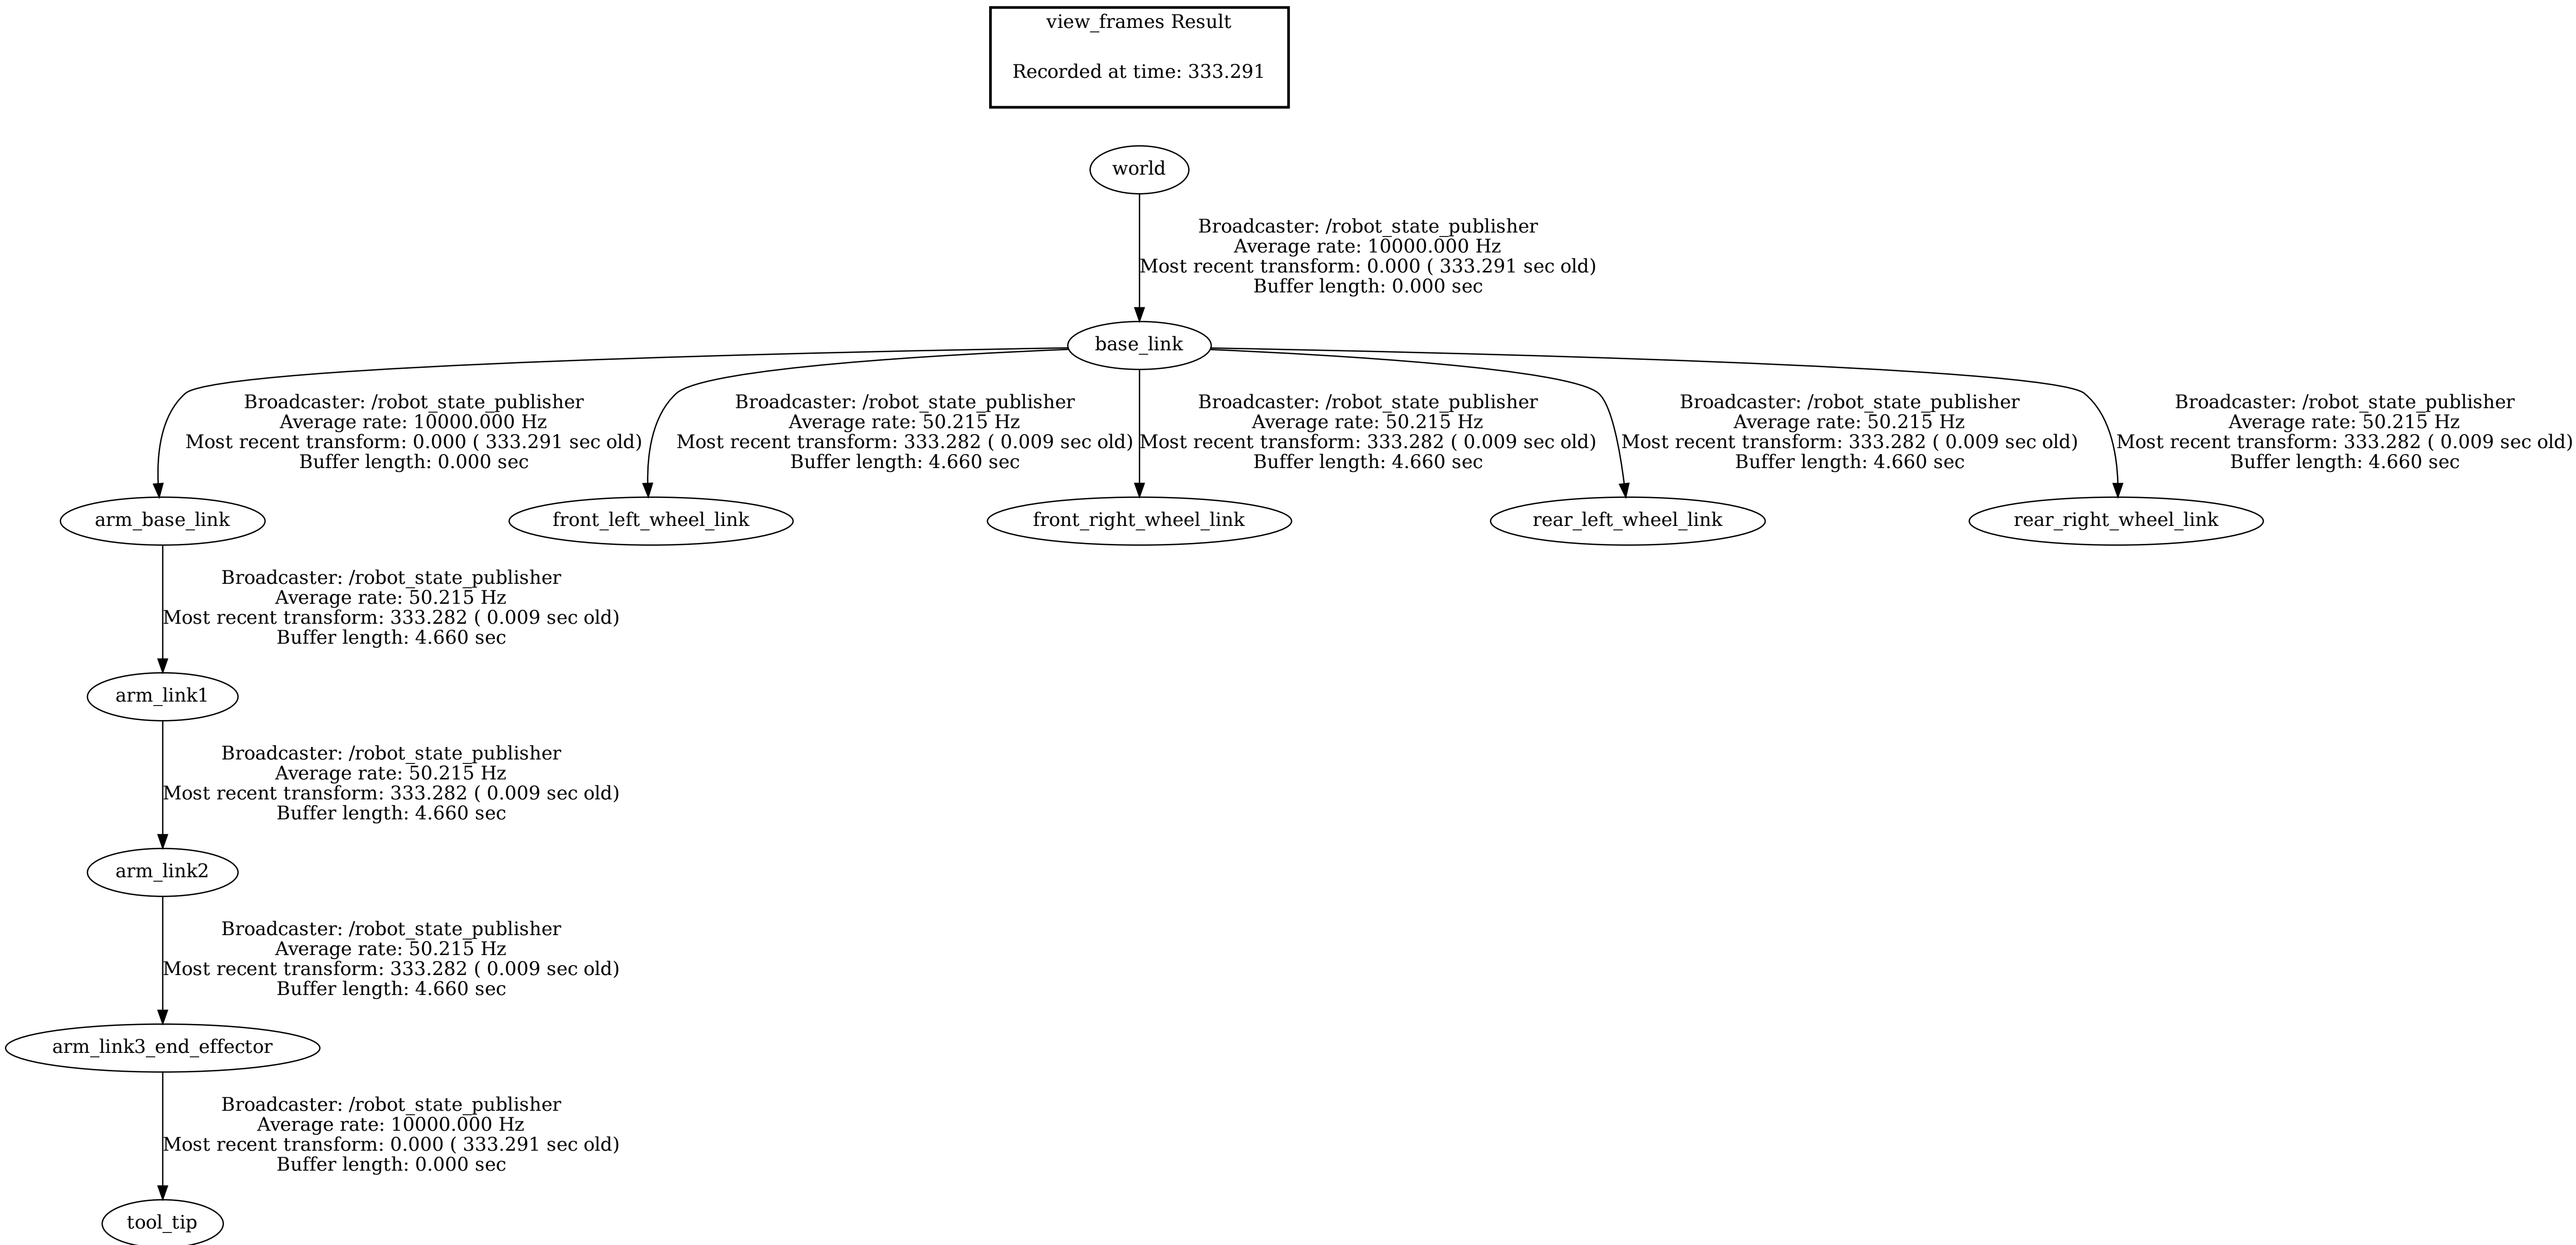 view_frames Result
Recorded at time: 333.291
world
Broadcaster: /robot_state_publisher
Average rate: 10000.000 Hz
Most recent transform: 0.000 ( 333.291 sec old)
Buffer length: 0.000 sec
base_link
Broadcaster: /robot_state_publisher
Average rate: 10000.000 Hz
Most recent transform: 0.000 ( 333.291 sec old)
Buffer length: 0.000 sec
Broadcaster: /robot_state_publisher
Average rate: 50.215 Hz
Most recent transform: 333.282 ( 0.009 sec old)
Buffer length: 4.660 sec
Broadcaster: /robot_state_publisher
Average rate: 50.215 Hz
Most recent transform: 333.282 ( 0.009 sec old)
Buffer length: 4.660 sec
Broadcaster: /robot_state_publisher
Average rate: 50.215 Hz
Most recent transform: 333.282 ( 0.009 sec old)
Buffer length: 4.660 sec
Broadcaster: /robot_state_publisher
Average rate: 50.215 Hz
Most recent transform: 333.282 ( 0.009 sec old)
Buffer length: 4.660 sec
arm_base_link
front_left_wheel_link
front_right_wheel_link
rear_left_wheel_link
rear_right_wheel_link
Broadcaster: /robot_state_publisher
Average rate: 50.215 Hz
Most recent transform: 333.282 ( 0.009 sec old)
Buffer length: 4.660 sec
arm_link1
Broadcaster: /robot_state_publisher
Average rate: 50.215 Hz
Most recent transform: 333.282 ( 0.009 sec old)
Buffer length: 4.660 sec
arm_link2
Broadcaster: /robot_state_publisher
Average rate: 50.215 Hz
Most recent transform: 333.282 ( 0.009 sec old)
Buffer length: 4.660 sec
arm_link3_end_effector
Broadcaster: /robot_state_publisher
Average rate: 10000.000 Hz
Most recent transform: 0.000 ( 333.291 sec old)
Buffer length: 0.000 sec
tool_tip